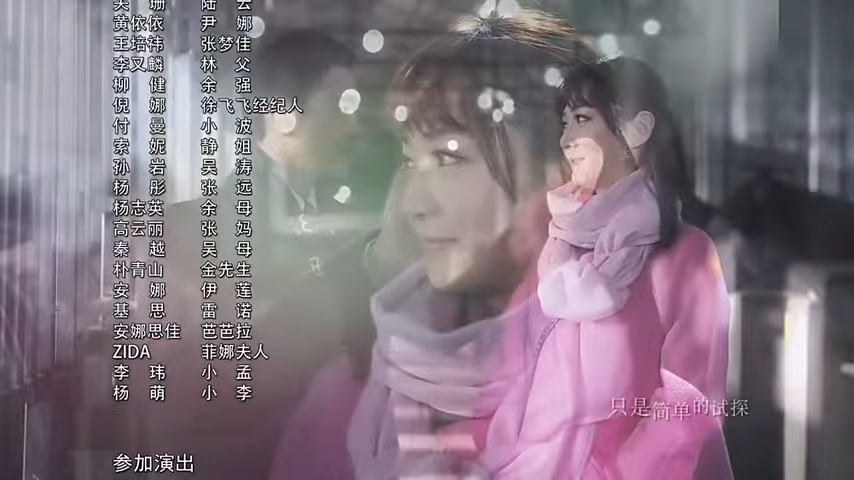 黄依依 尹娜
王培祎 张梦佳
李又麟 林父
柳健 余强
倪娜 徐飞飞经纪人
付曼 小波
索妮 静姐
孙岩 吴涛
杨彤 张远
杨志英 余母
高云丽 张妈
秦越 吴母
朴青山 金先生
安娜 伊莲
基思 雷诺
安娜思佳 芭芭拉
ZIDA 菲娜夫人
李玮 小孟
杨萌 小李
只是简单的试探
参加演出